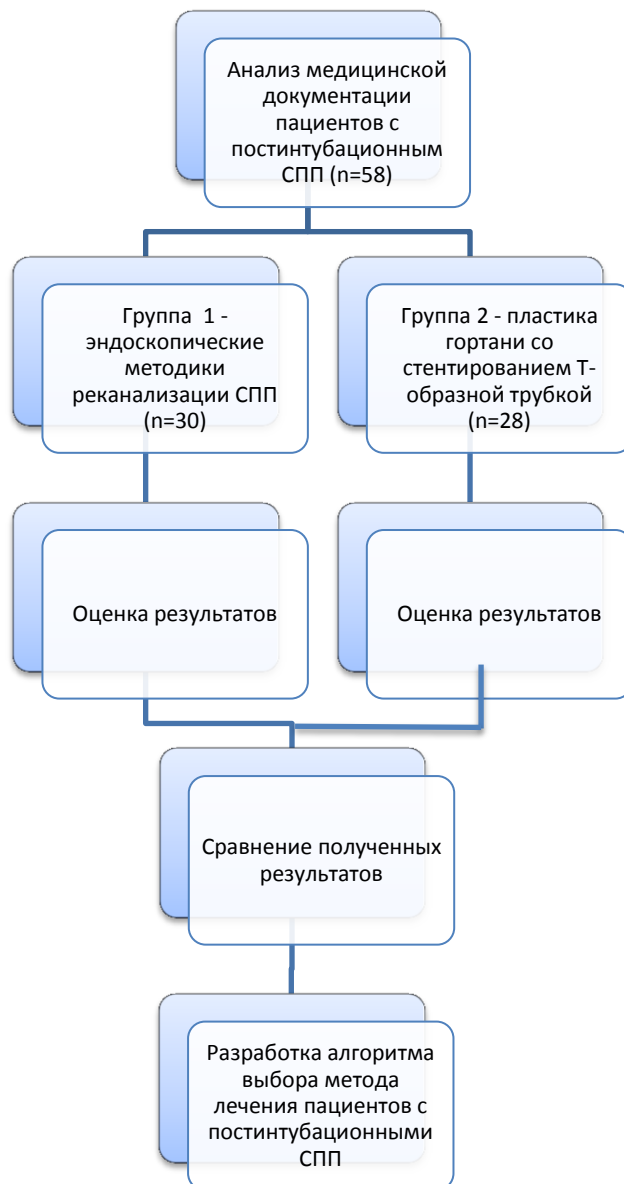 Анализ медицинской
документации
пациентов с
постинтубационным
СПП (n=58)
Группа 1 -
эндоскопические
методики
реканализации СПП
(n=30)
Группа 2 - пластика
гортани со
стентированием Т-
образной трубкой
(n=28)
Оценка результатов
Оценка результатов
Сравнение полученных
результатов
Разработка алгоритма
выбора метода
лечения пациентов с
постинтубационными
СПП